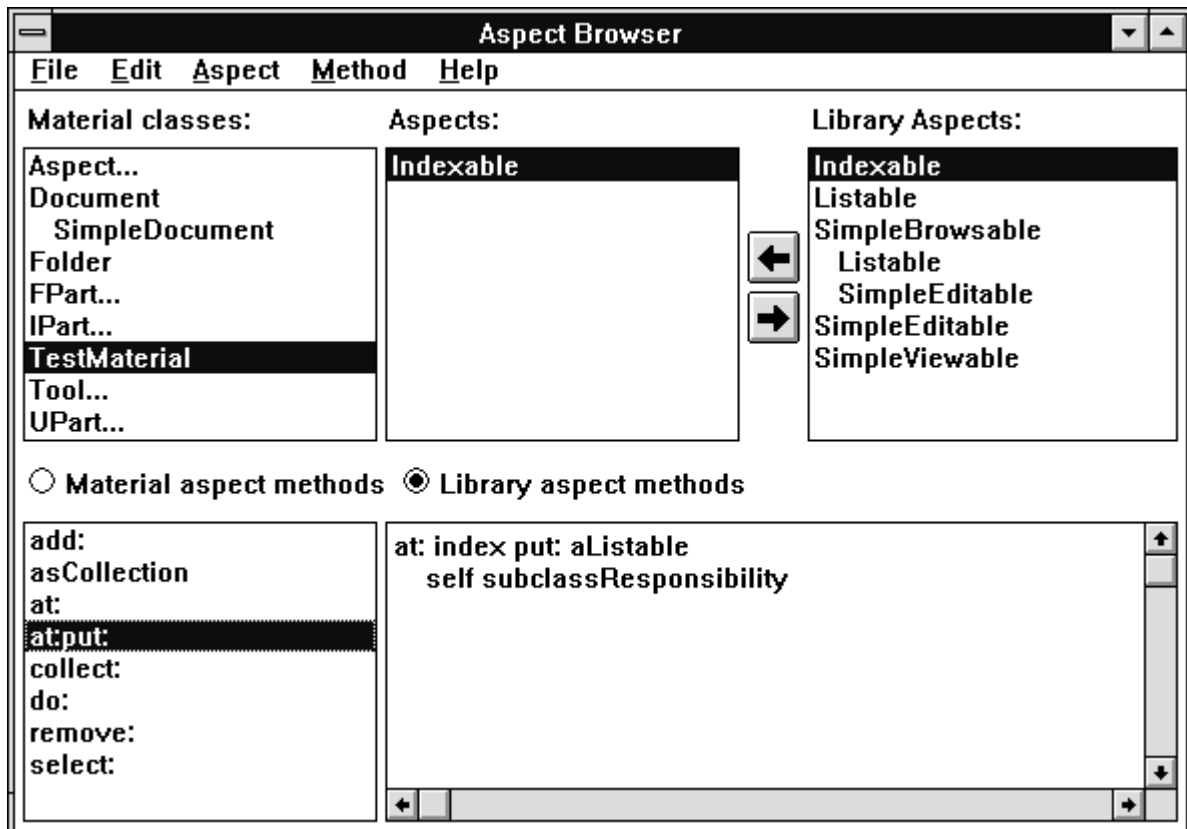 Aspect Browser
File Edit Aspect Method Help
Material classes:
Aspects:
Library Aspects:
Aspect...
Document
SimpleDocument
Folder
FPart...
IPart...
TestMaterial
Tool...
UPart...
Indexable
Indexable
Listable
SimpleBrowsable
Listable
SimpleEditable
SimpleEditable
SimpleViewable
Material aspect methods
Library aspect methods
add:
asCollection
at:
at:put:
collect:
do:
remove:
select:
at: index put: aListable
self subclassResponsibility